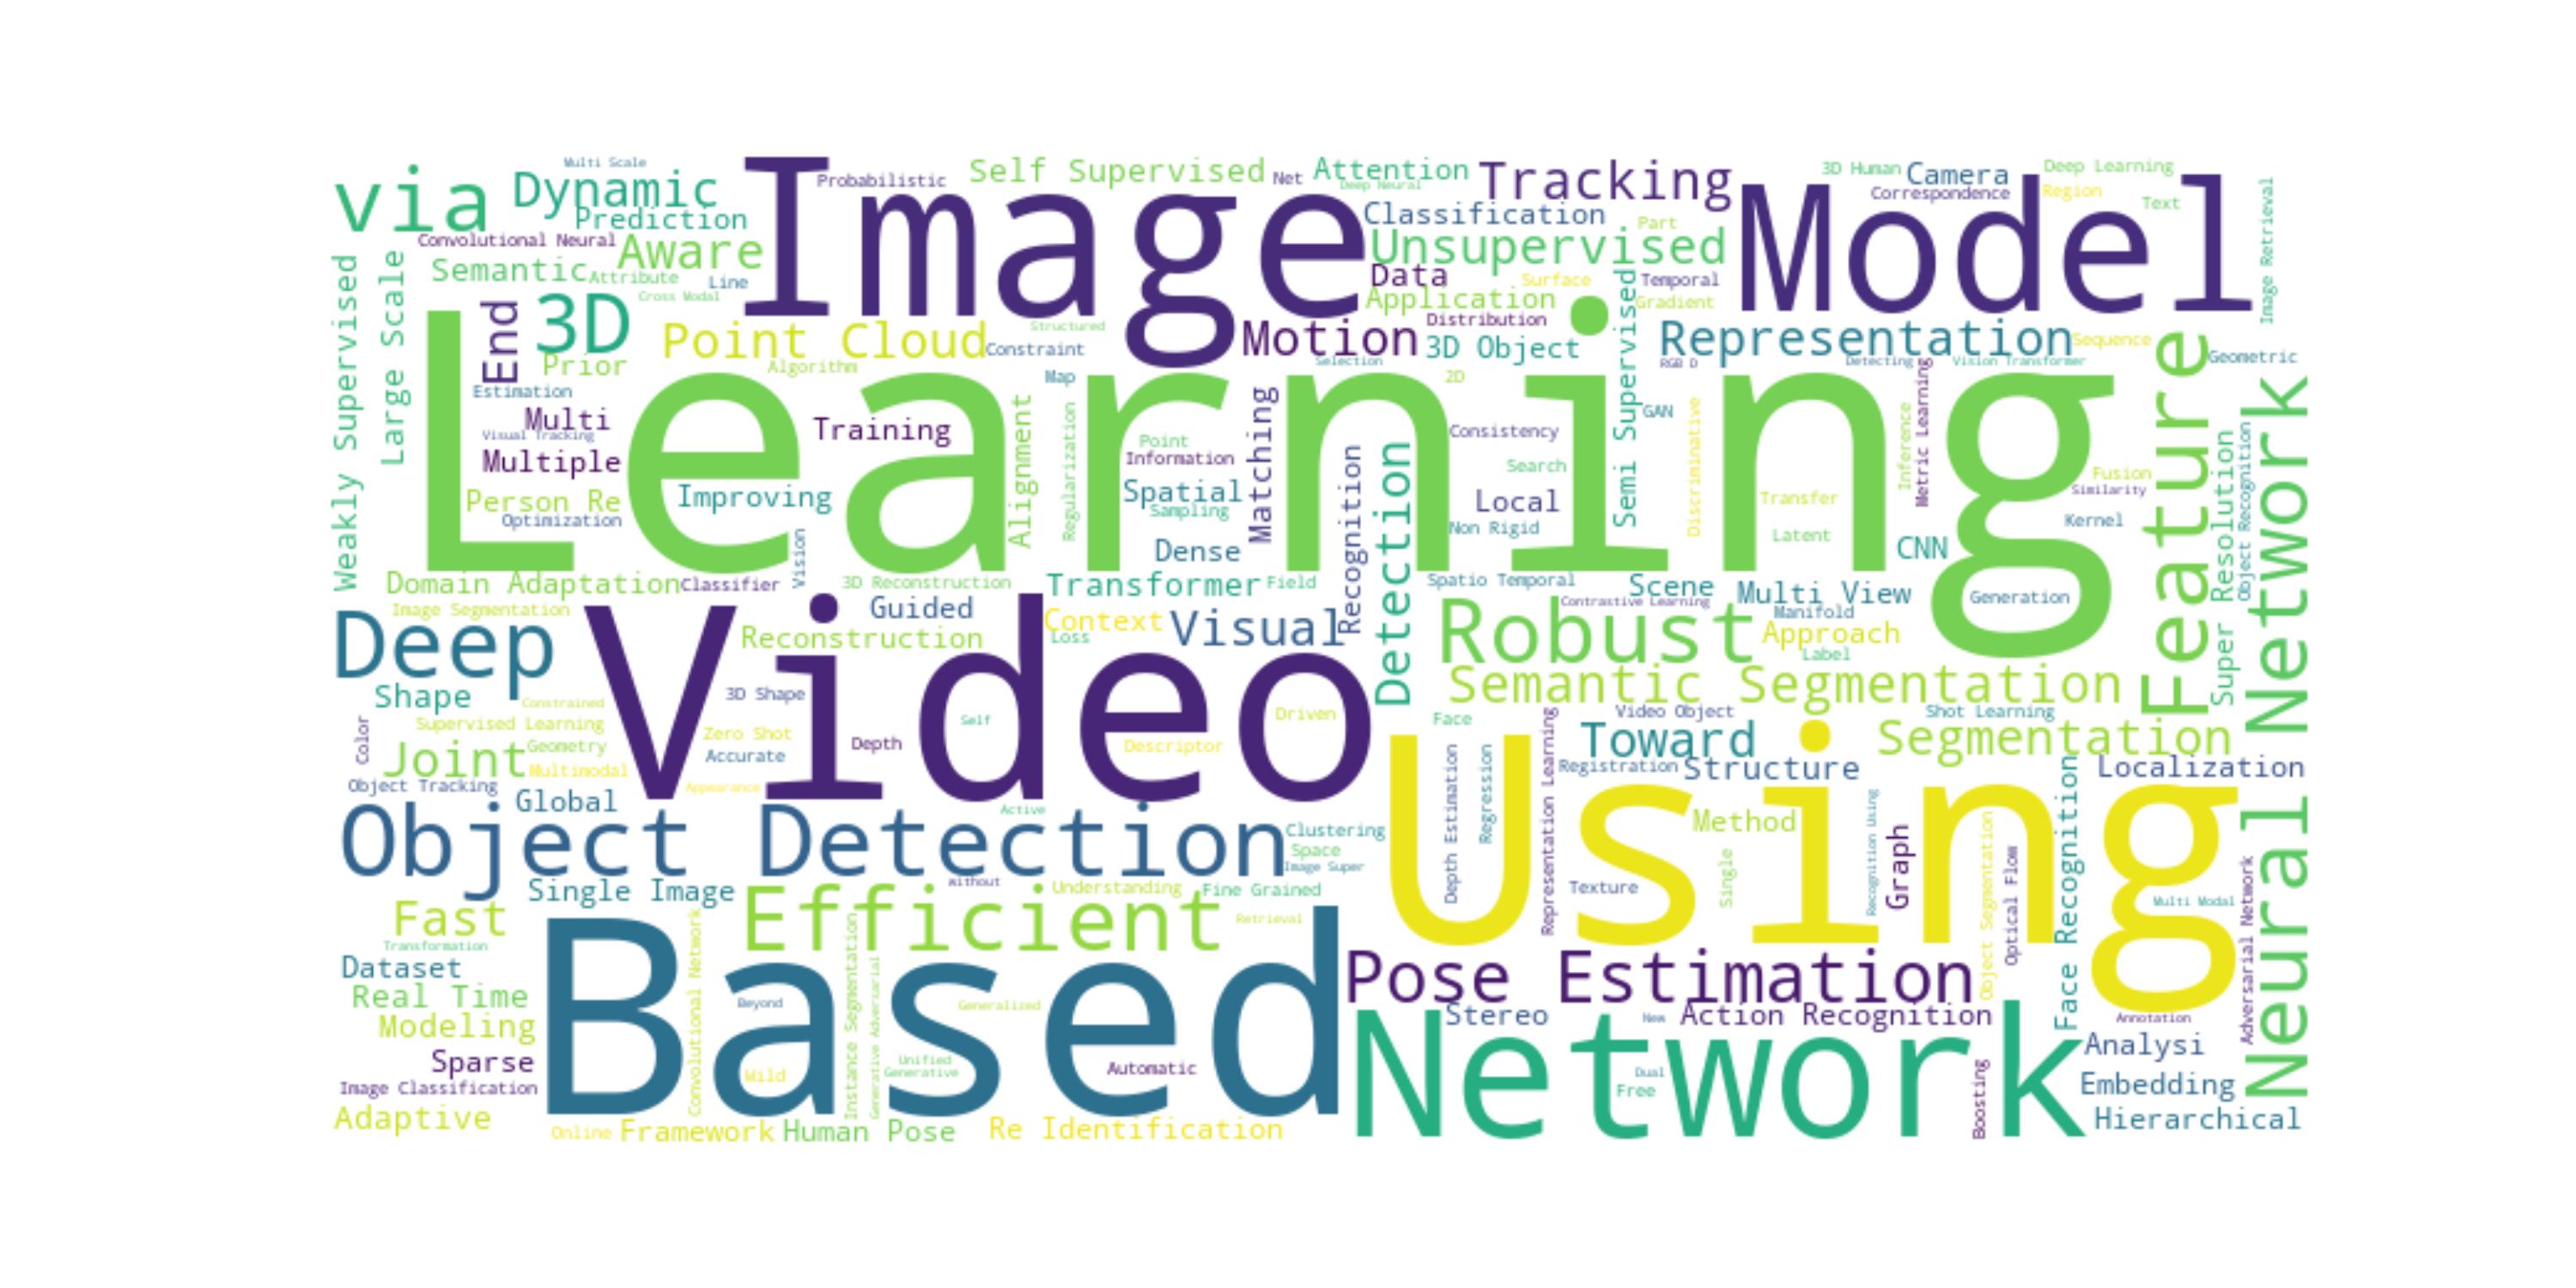 Multi Scale
via
Dynamic
Prediction
Probabilistic
Image
Self Supervised
Net
Attention
Deep Neural
Tracking
Classification
Unsupervised
Part
3D Human
Camera
Correspondence
Deep Learning
Region
Text
Model
Image Retrieval
Convolutional Neural
Aware
Semantic
Attribute
Line
Cross Modal
Data
Surface
Temporal
Application
Gradient
Distribution
Weakly Supervised
Large Scale
End
3D
Prior
Point Cloud
Algorithm
Structured
Constraint
Motion
3D Object
Selection
Semi Supervised
Representation
RGB D
Detecting
Vision Transformer
Sequence
Geometric
Feature
Estimation
Multi
Visual Tracking
Multiple
Person Re
Optimization
Learning
Training
Improving
Vision
Alignment
Regularization
Map
Point
Information
Spatial
Sampling
Dense
Matching
Recognition
Detection
2D
Consistency
Search
Local
Non Rigid
GAN
Discriminative
Transfer
Latent
Inference
Metric Learning
CNN
Fusion
Similarity
Kernel
Super Resolution
Object Recognition
Neural Network
Domain Adaptation
Classifier
3D Reconstruction
Transformer
Field
Spatio Temporal
Scene
Multi View
Generation
Image Segmentation
Deep
Guided
Context
Loss
Visual
Contrastive Learning
Manifold
Robust
Approach
Label
Reconstruction
Video
Semantic Segmentation
Shape
3D Shape
Constrained
Supervised Learning
Color
Joint
Geometry
Multimodal
Zero Shot
Accurate
Appearance
Depth
Self
Driven
Descriptor
Face
Video Object
Shot Learning
Toward
Segmentation
Registration
Structure
Localization
Object Tracking
Global
Active
Object Detection
Clustering
Space
Image Super
Depth Estimation
Regression
Representation Learning
Using
Method
Texture
Single
Recognition Using
Graph
Object Segmentation
Optical Flow
Face Recognition
Multi Modal
Adversarial Network
Single Image
Without
Understanding
Fine Grained
Fast
Efficient
Retrieval
Transformation
Dataset
Real Time
Modeling
Sparse
Image Classification
Adaptive
Based
Convolutional Network
Beyond
Wild
Instance Segmentation
Generative Adversarial
Generalized
Unified
Generative
Automatic
Pose Estimation
Stereo
New
Action Recognition
Annotation
Network
Dual
Free
Boosting
Analysi
Embedding
Hierarchical
Online
Framework
Human Pose
Re Identification